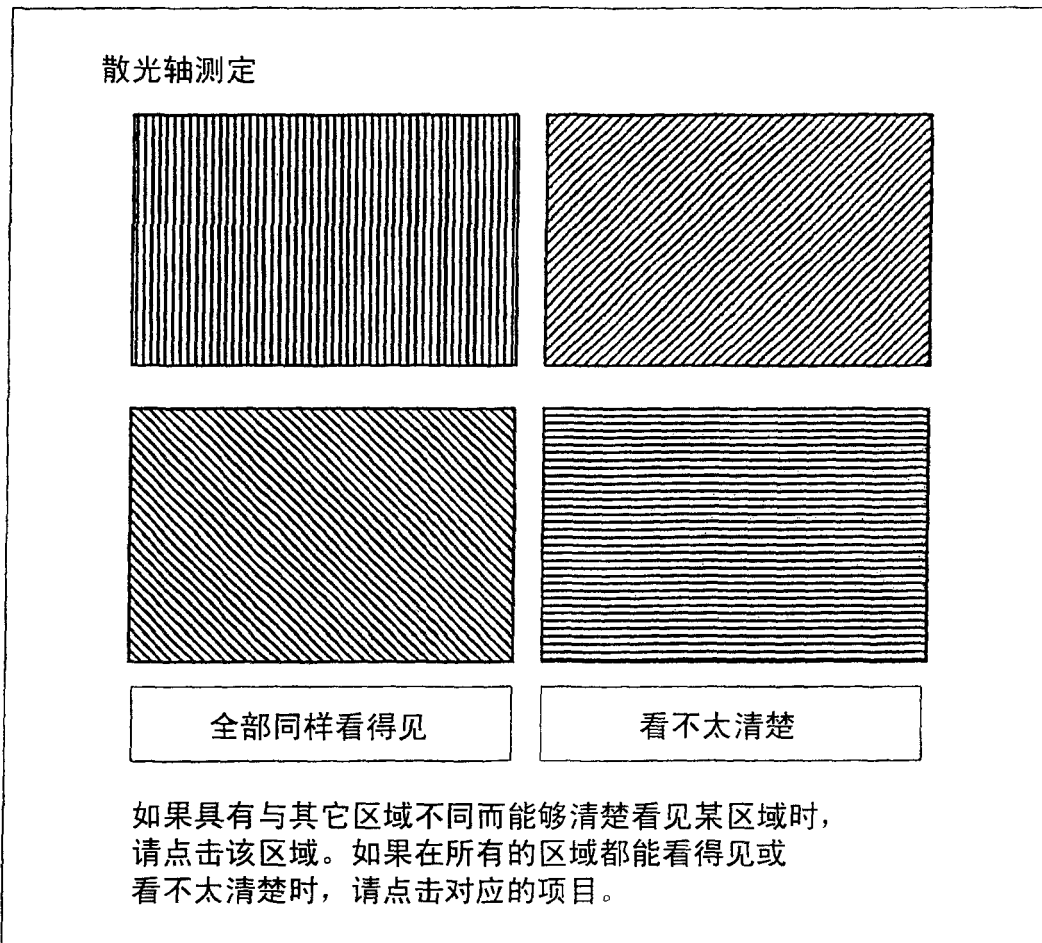 散光轴测定
全部同样看得见
看不太清楚
如果具有与其它区域不同而能够清楚看见某区域时，
请点击该区域。如果在所有的区域都能看得见或
看不太清楚时，请点击对应的项目。